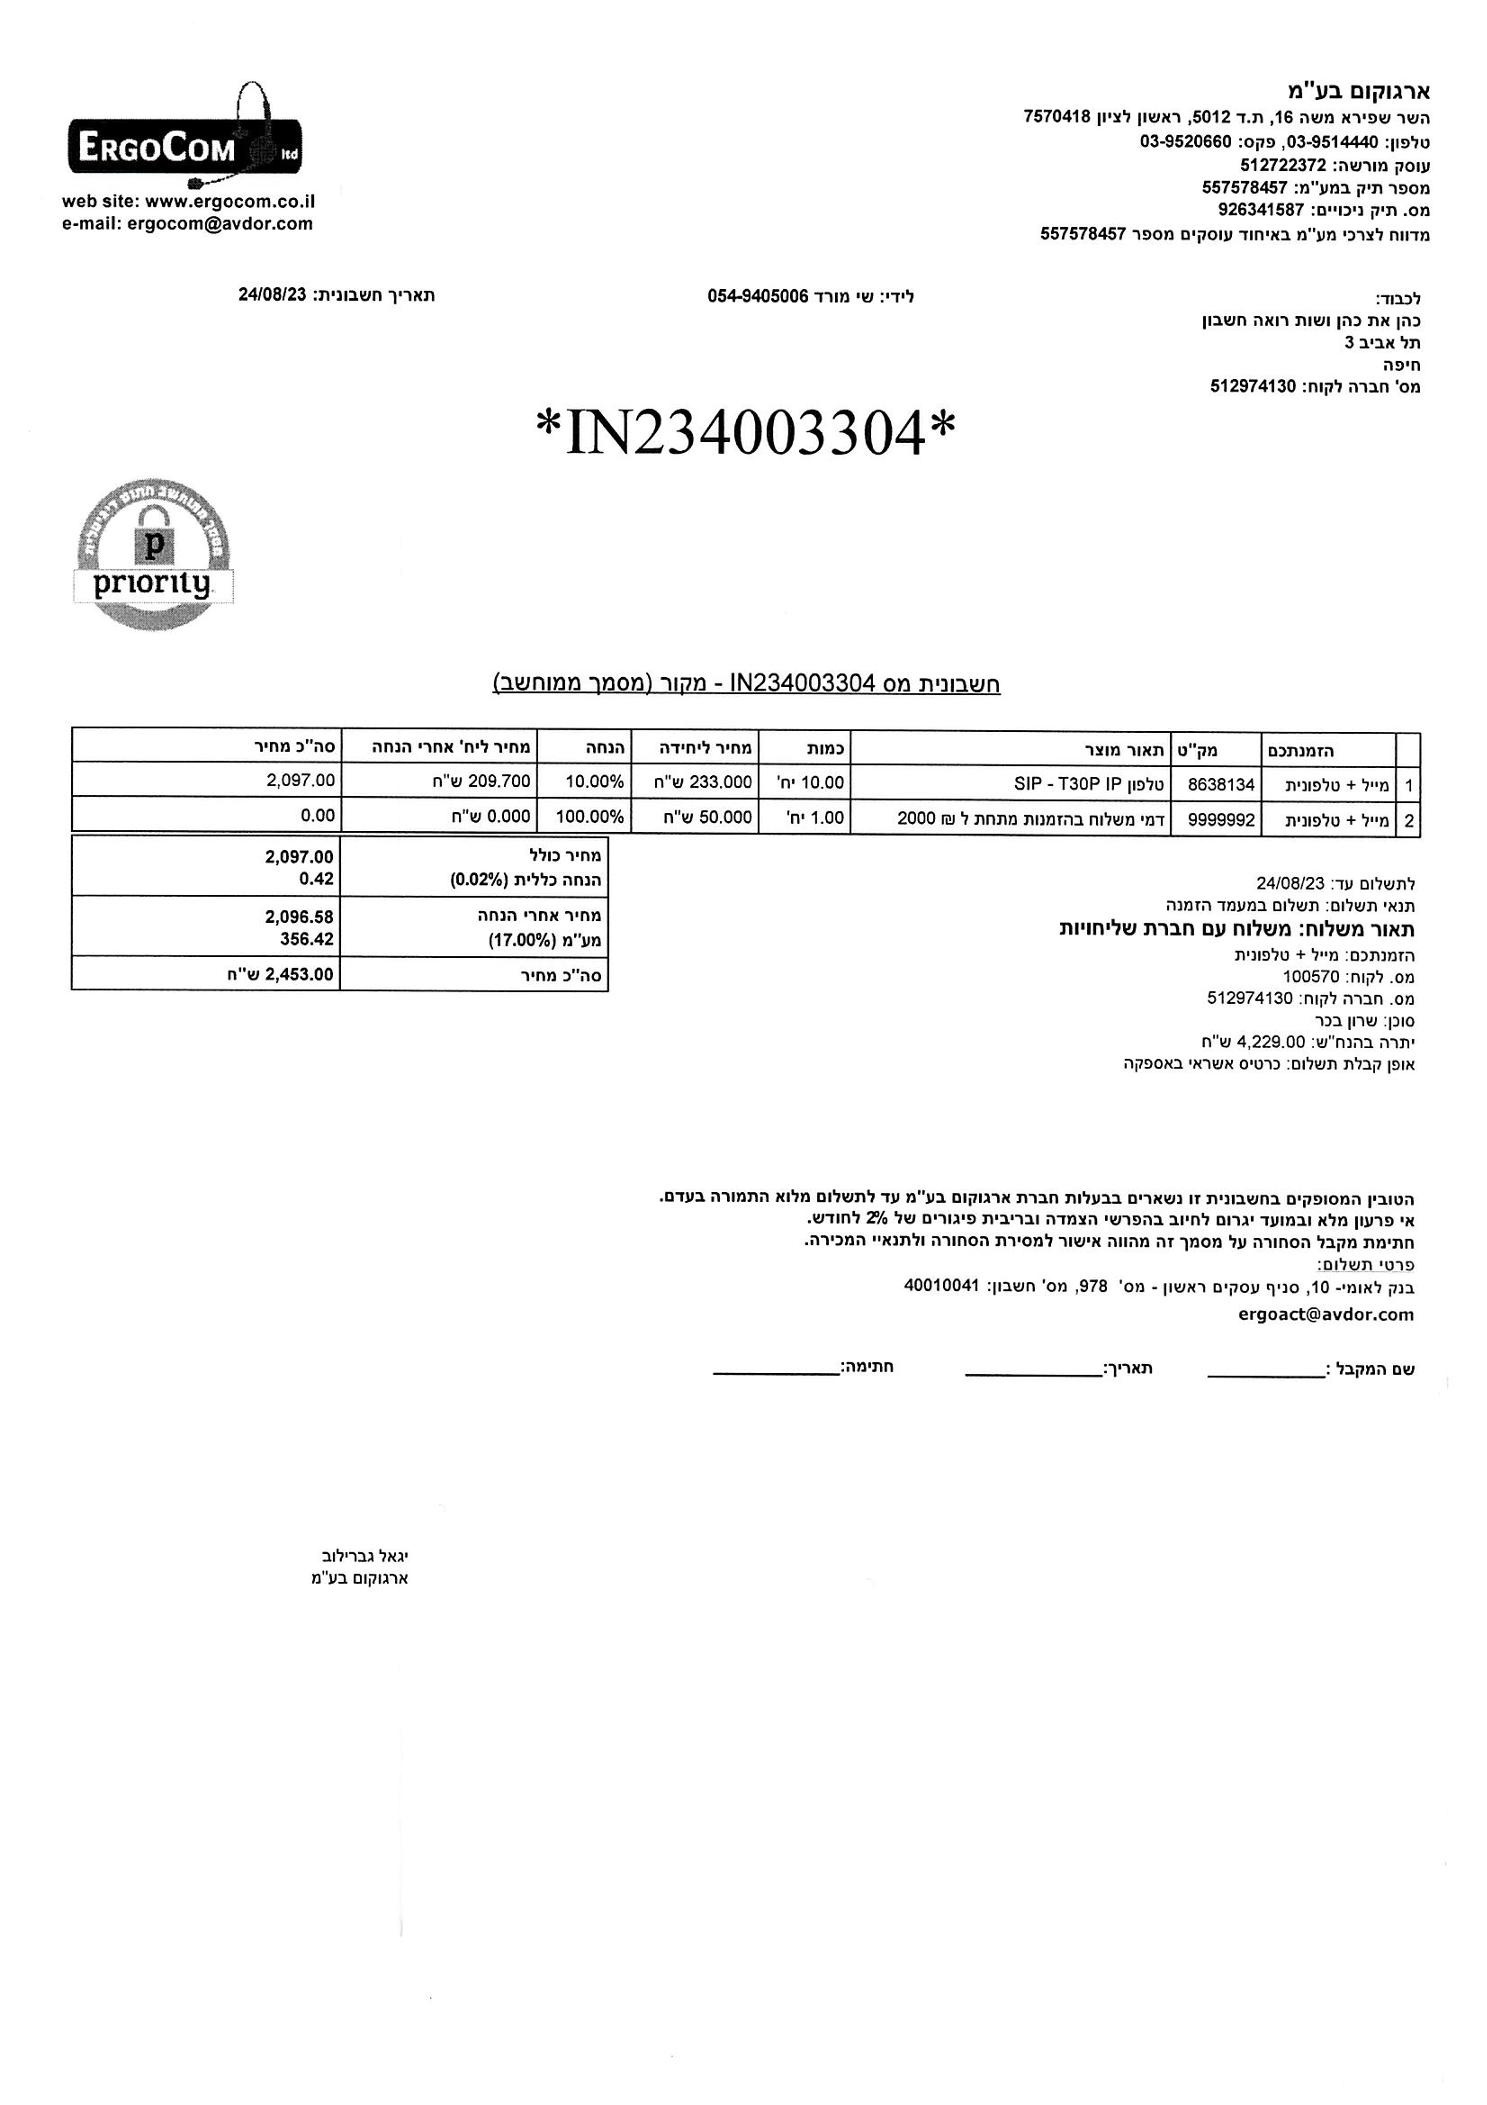 ארגוקום בע"מ
השר שפירא משה 16, ת.ד 5012, ראשון לציון 7570418
טלפון: 03-9514440, פקס: 03-9520660
עוסק מורשה: 512722372
מספר תיק במע"מ: 557578457
מס. תיק ניכויים: 926341587
מדווח לצרכי מע"מ באיחוד עוסקים מספר 557578457
ERGOCOM ltd
web site: www.ergocom.co.il
e-mail: ergocom@avdor.com
לכבוד:
כהן את כהן ושות רואה חשבון
תל אביב 3
חיפה
מס' חברה לקוח: 512974130
לידי: שי מורד 054-9405006
תאריך חשבונית: 24/08/23
*IN234003304*
מסמך ממוחשב חתום דיגיטלית
p
priority
חשבונית מס IN234003304 - מקור (מסמך ממוחשב)
הזמנתכם מק"ט תאור מוצר כמות מחיר ליחידה הנחה מחיר ליח' אחרי הנחה סה"כ מחיר
1 מייל + טלפונית 8638134 טלפון SIP - T30P IP 10.00 יח' 233.000 ש"ח 10.00% 209.700 ש"ח 2,097.00
2 מייל + טלפונית 9999992 דמי משלוח בהזמנות מתחת ל ₪ 2000 1.00 יח' 50.000 ש"ח 100.00% 0.000 ש"ח 0.00
מחיר כולל 2,097.00
הנחה כללית (0.02%) 0.42
מחיר אחרי הנחה 2,096.58
מע"מ (17.00%) 356.42
סה"כ מחיר 2,453.00 ש"ח
לתשלום עד: 24/08/23
תנאי תשלום: תשלום במעמד הזמנה
תאור משלוח: משלוח עם חברת שליחויות
הזמנתכם: מייל + טלפונית
מס. לקוח: 100570
מס. חברה לקוח: 512974130
סוכן: שרון בכר
יתרה בהנח"ש: 4,229.00 ש"ח
אופן קבלת תשלום: כרטיס אשראי באספקה
הטובין המסופקים בחשבונית זו נשארים בבעלות חברת ארגוקום בע"מ עד לתשלום מלוא התמורה בעדם.
אי פרעון מלא ובמועד יגרום לחיוב בהפרשי הצמדה ובריבית פיגורים של 2% לחודש.
חתימת מקבל הסחורה על מסמך זה מהווה אישור למסירת הסחורה ולתנאיי המכירה.
פרטי תשלום:
בנק לאומי- 10, סניף עסקים ראשון - מס' 978, מס' חשבון: 40010041
ergoact@avdor.com
שם המקבל :____________ תאריך:____________ חתימה:____________
יגאל גברילוב
ארגוקום בע"מ